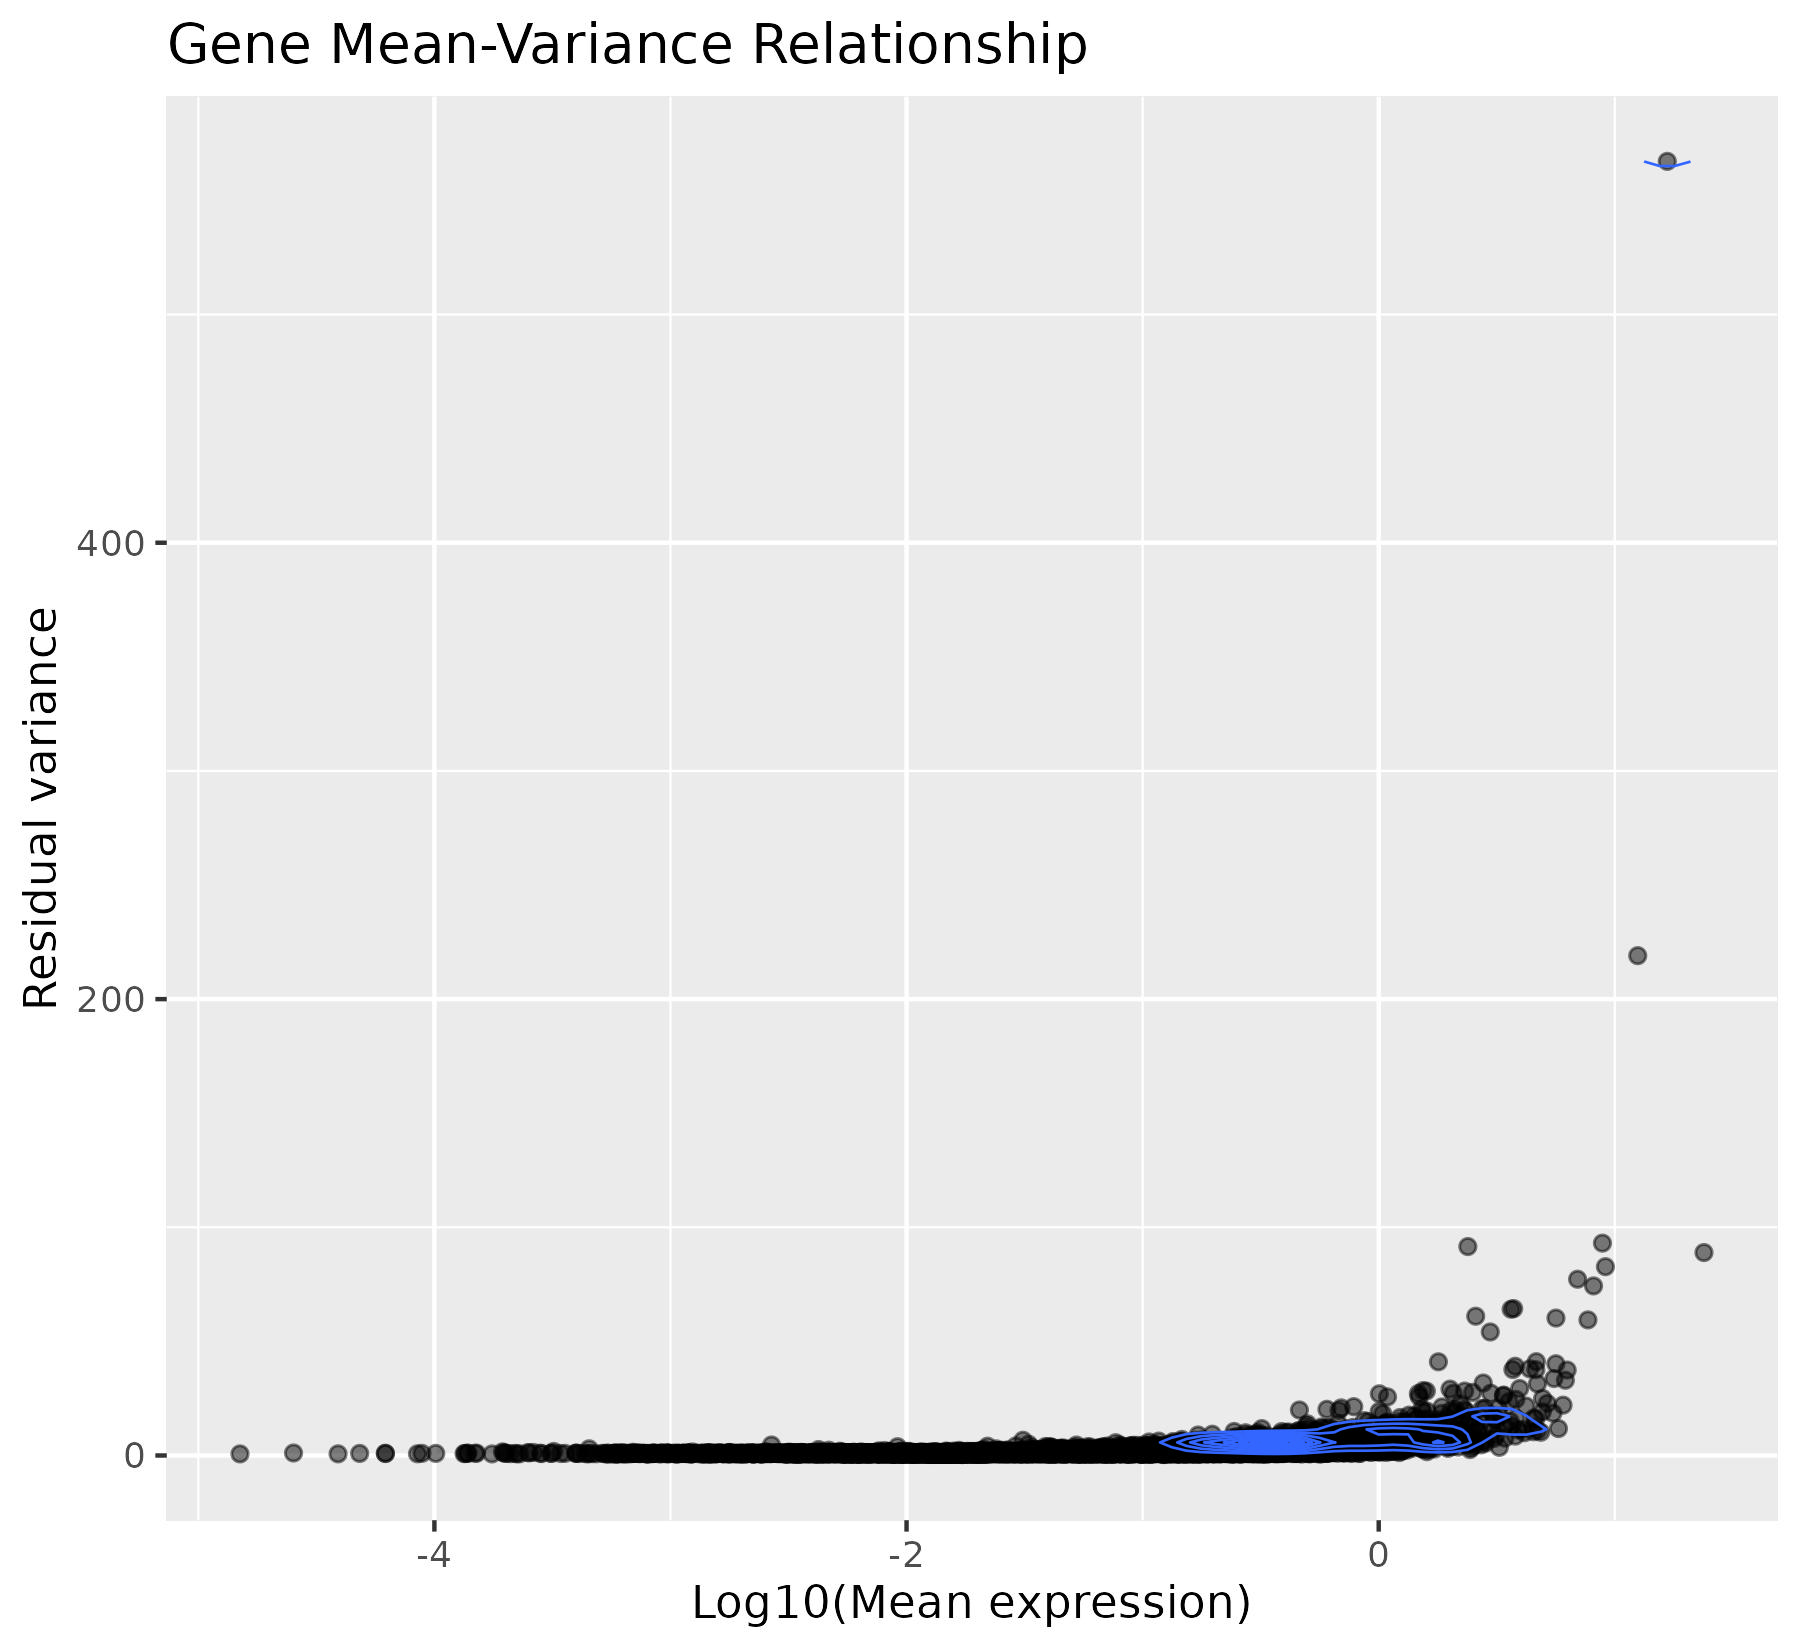 Gene Mean-Variance Relationship
Residual variance
400
200
0
-4
-2
0
Log10(Mean expression)